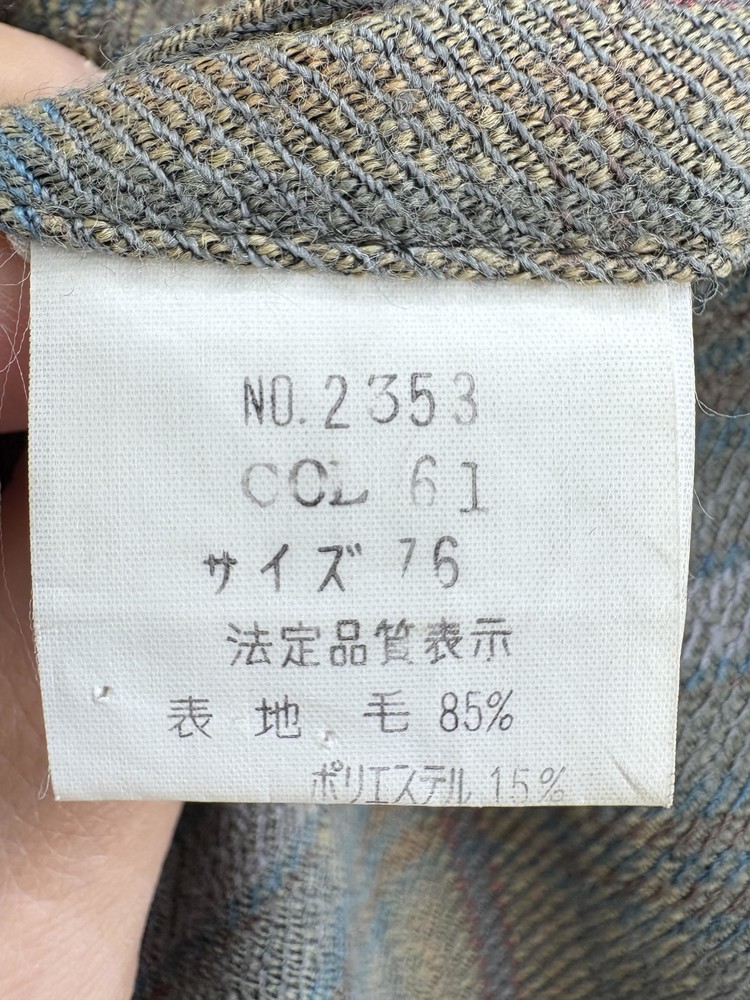 NO. 2353
COL 61
サイズ 76
法定品質表示
表地 毛 85%
ポリエステル 15%